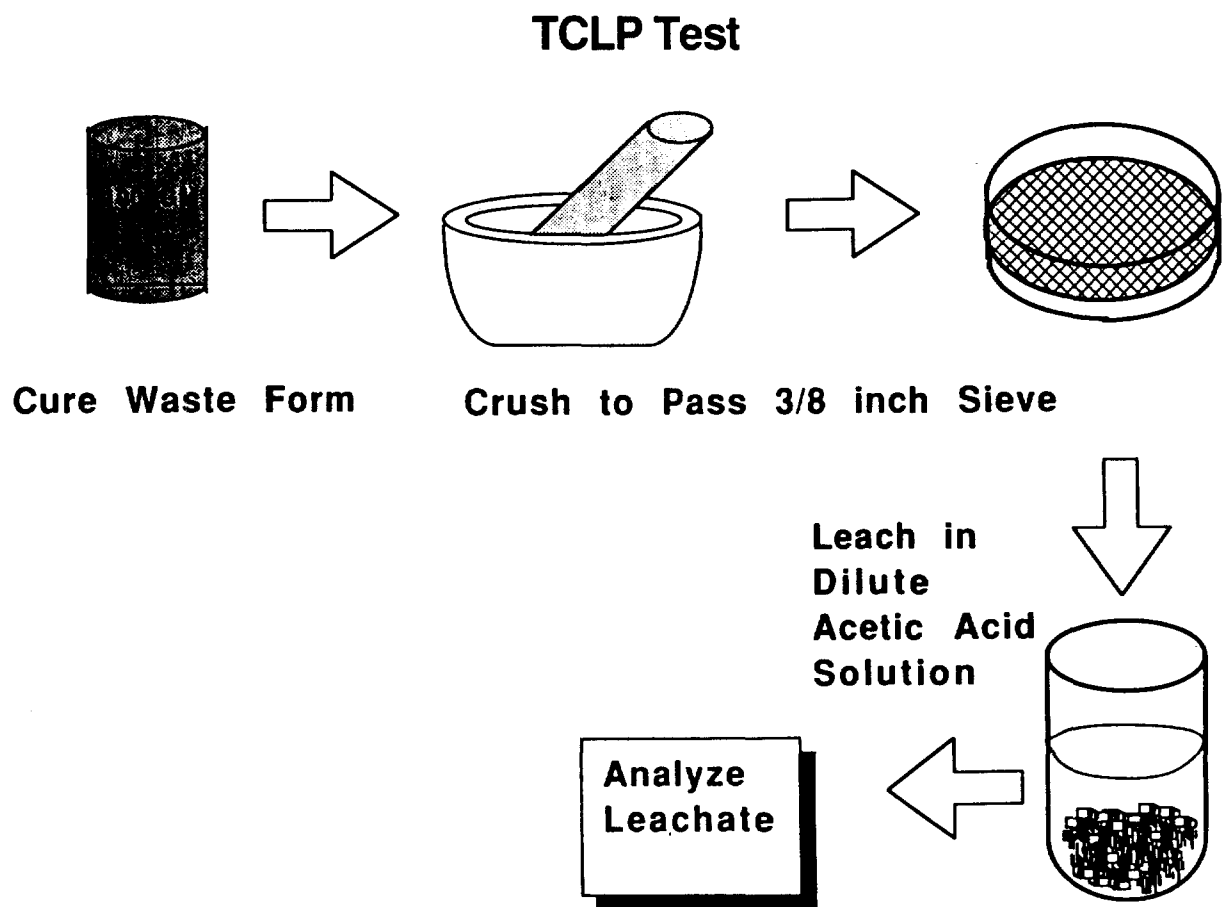 TCLP Test
Cure Waste Form
Crush to Pass 3/8 inch Sieve
Leach in
Dilute
Acetic Acid
Solution
Analyze
Leachate